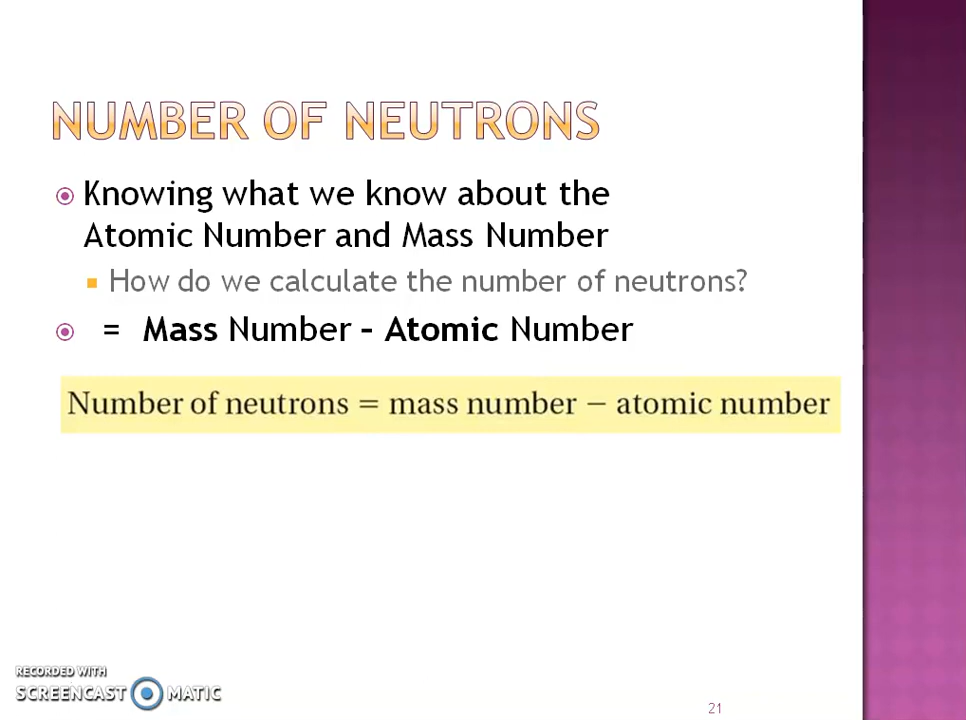 NUMBER OF NEUTRONS
Knowing what we know about the
Atomic Number and Mass Number
How do we calculate the number of neutrons?
= Mass Number – Atomic Number
Number of neutrons = mass number − atomic number
RECORDED WITH
SCREENCAST MATIC
21